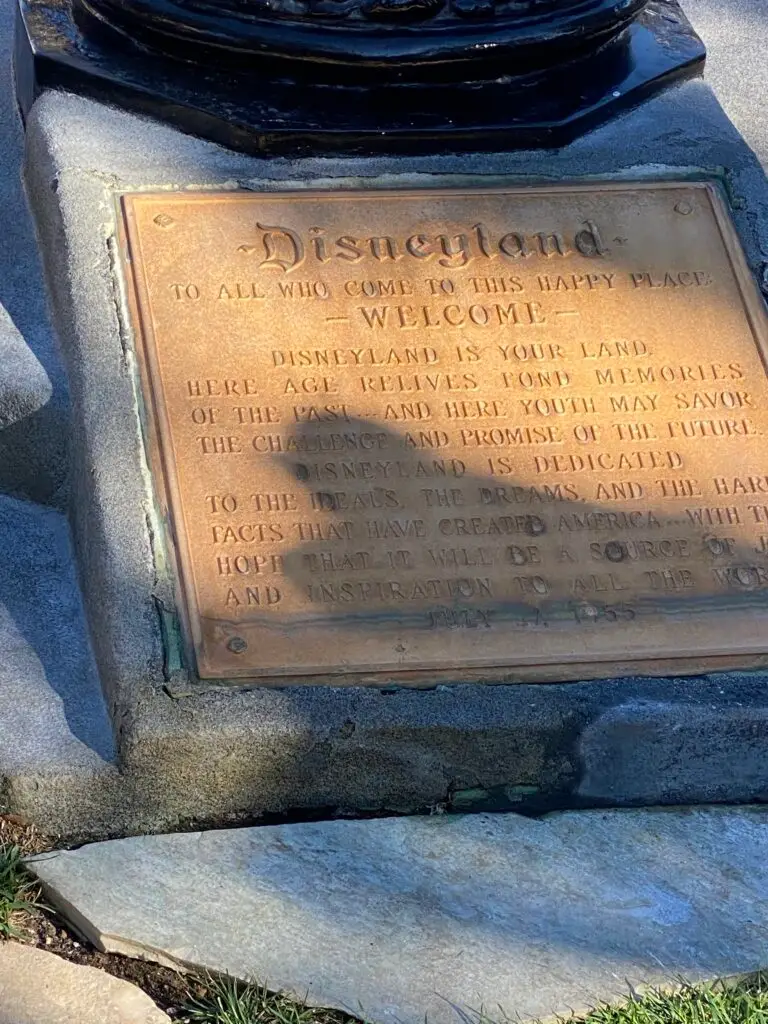 -Disneyland-
TO ALL WHO COME TO THIS HAPPY PLACE:
— WELCOME —
DISNEYLAND IS YOUR LAND.
HERE AGE RELIVES FOND MEMORIES
OF THE PAST...AND HERE YOUTH MAY SAVOR
THE CHALLENGE AND PROMISE OF THE FUTURE.
DISNEYLAND IS DEDICATED
TO THE IDEALS, THE DREAMS, AND THE HAR
FACTS THAT HAVE CREATED AMERICA...WITH TH
HOPE THAT IT WILL BE A SOURCE OF J
AND INSPIRATION TO ALL THE WOR
JULY 17, 1955